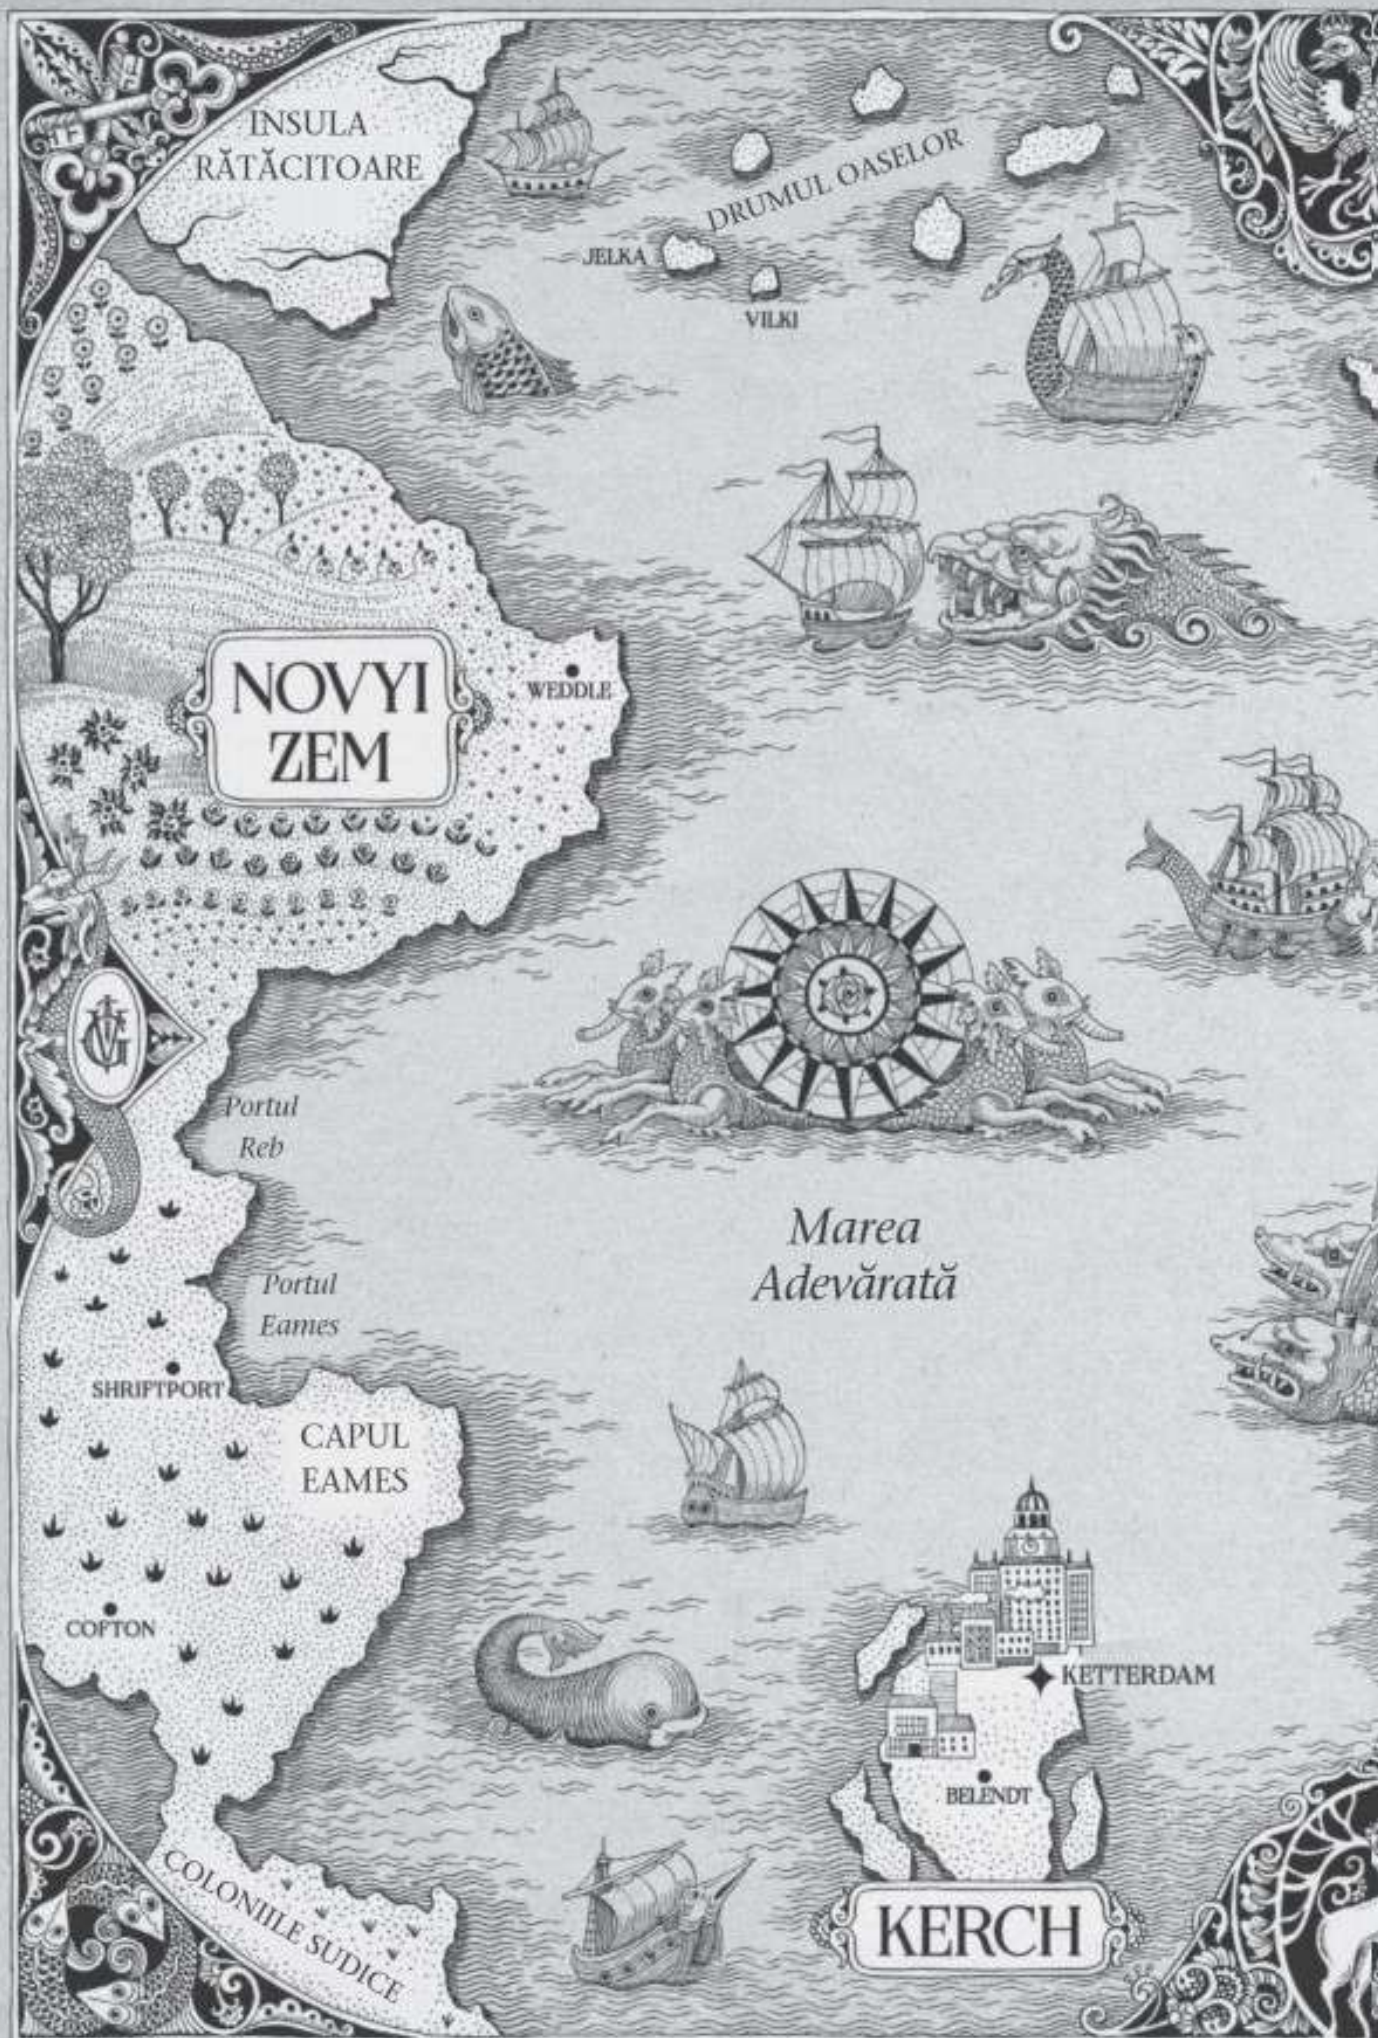 INSULA
RĂTĂCITOARE
DRUMUL OASELOR
JELKA
VILKI
NOVYI
ZEM
WEDDLE
Portul
Reb
Marea
Adevărată
Portul
Eames
SHRIFTPORT
CAPUL
EAMES
COFTON
KETTERDAM
BELENDT
COLONIILE SUDICE
KERCH